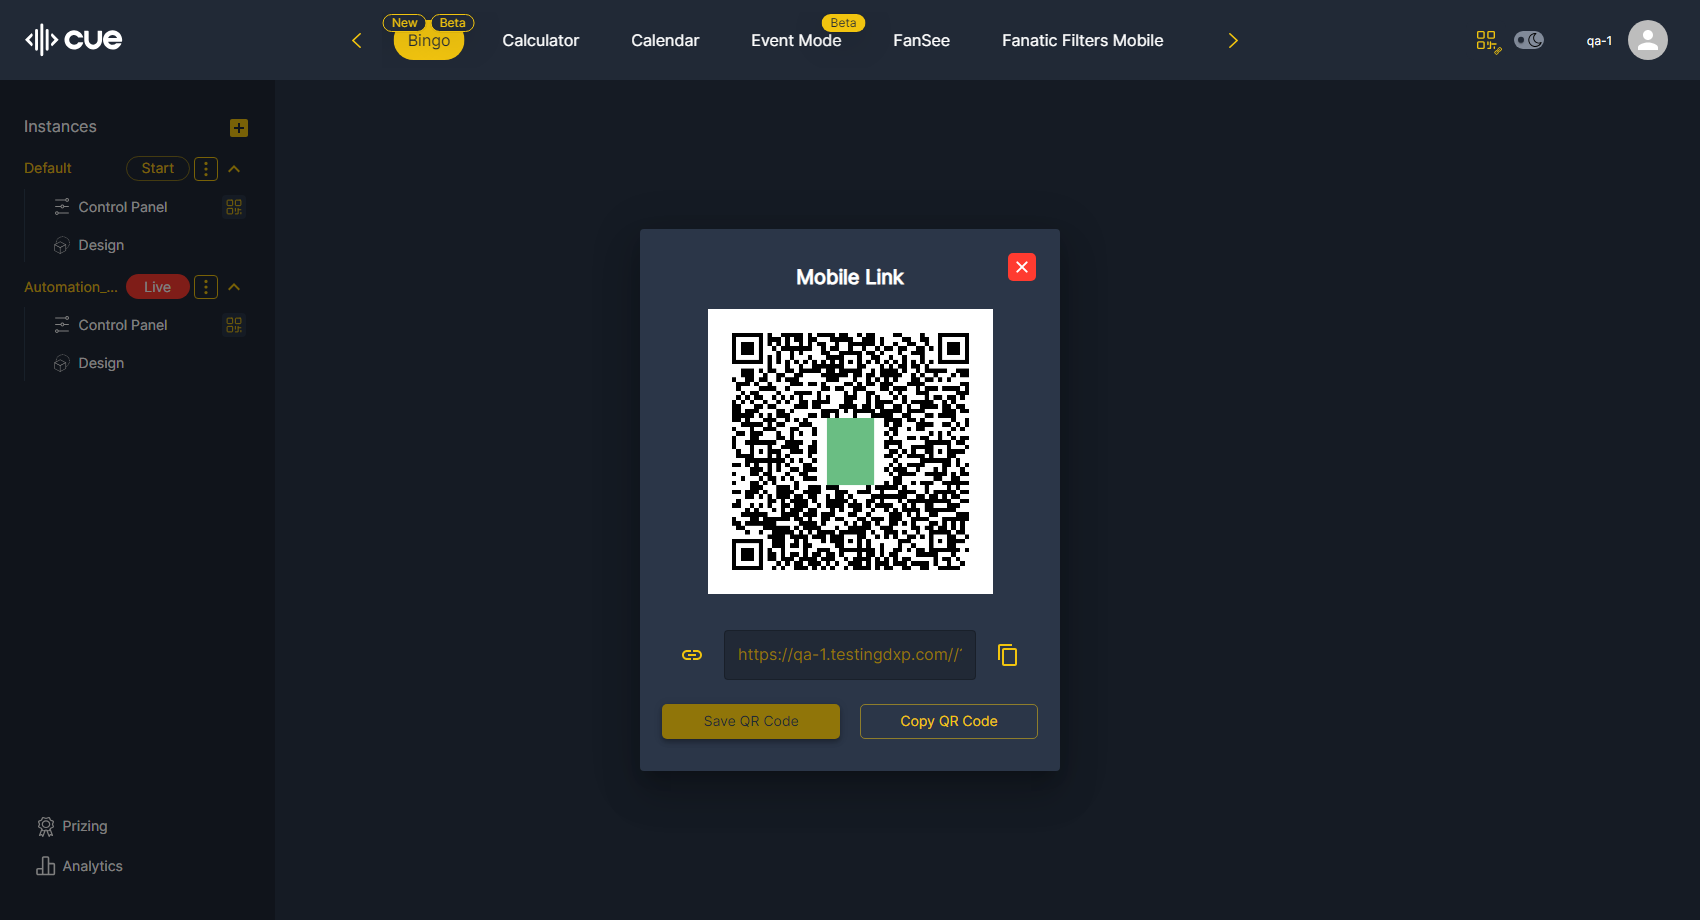 cue
New Beta
Bingo
Calculator
Calendar
Beta
Event Mode
FanSee
Fanatic Filters Mobile
qa-1
Instances
Default
Start
Control Panel
Design
Automation_...
Live
Control Panel
Design
Prizing
Analytics
Mobile Link
https://qa-1.testingdxp.com//
Save QR Code
Copy QR Code